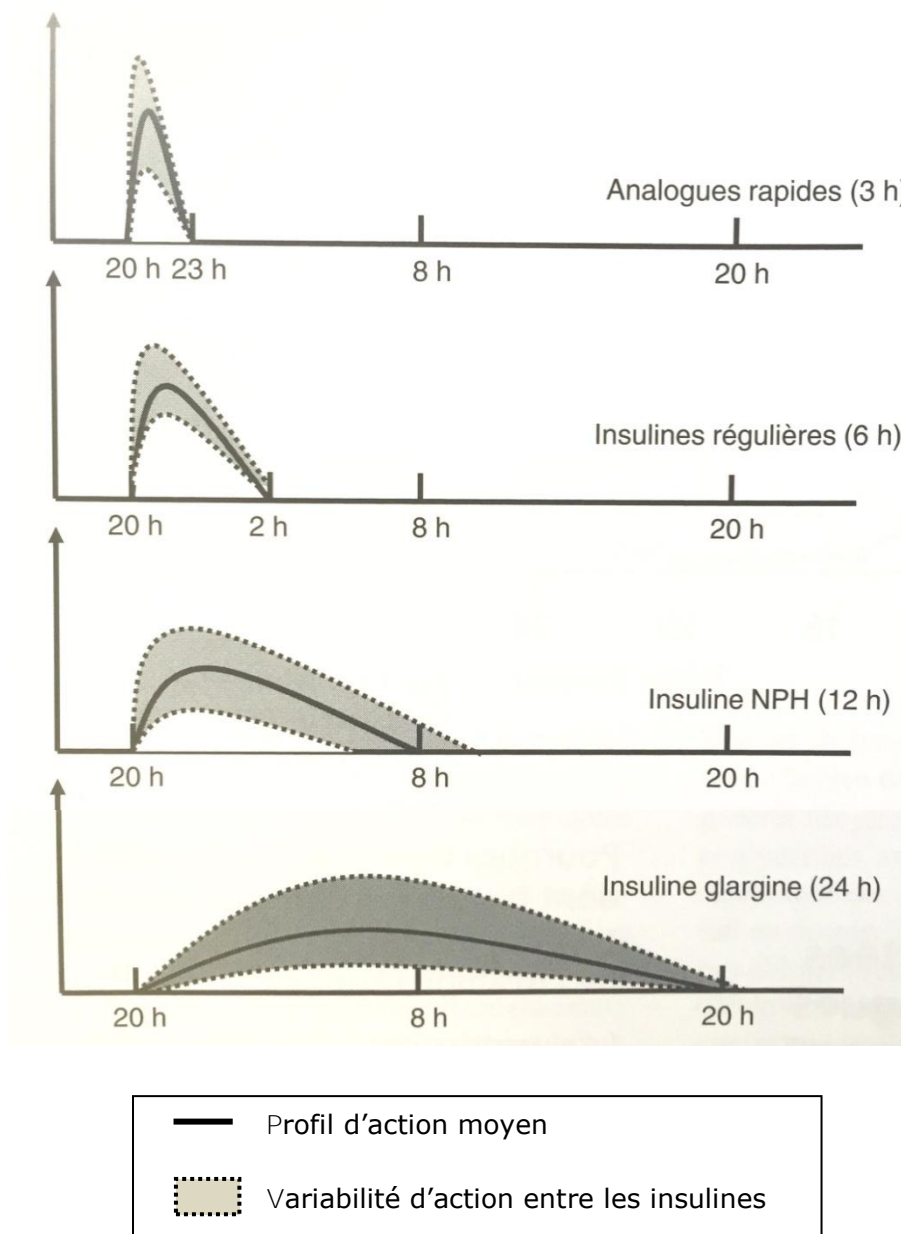 Analogues rapides (3 h)
20 h 23 h 8 h 20 h
Insulines régulières (6 h)
20 h 2 h 8 h 20 h
Insuline NPH (12 h)
20 h 8 h 20 h
Insuline glargine (24 h)
20 h 8 h 20 h
Profil d’action moyen
Variabilité d’action entre les insulines